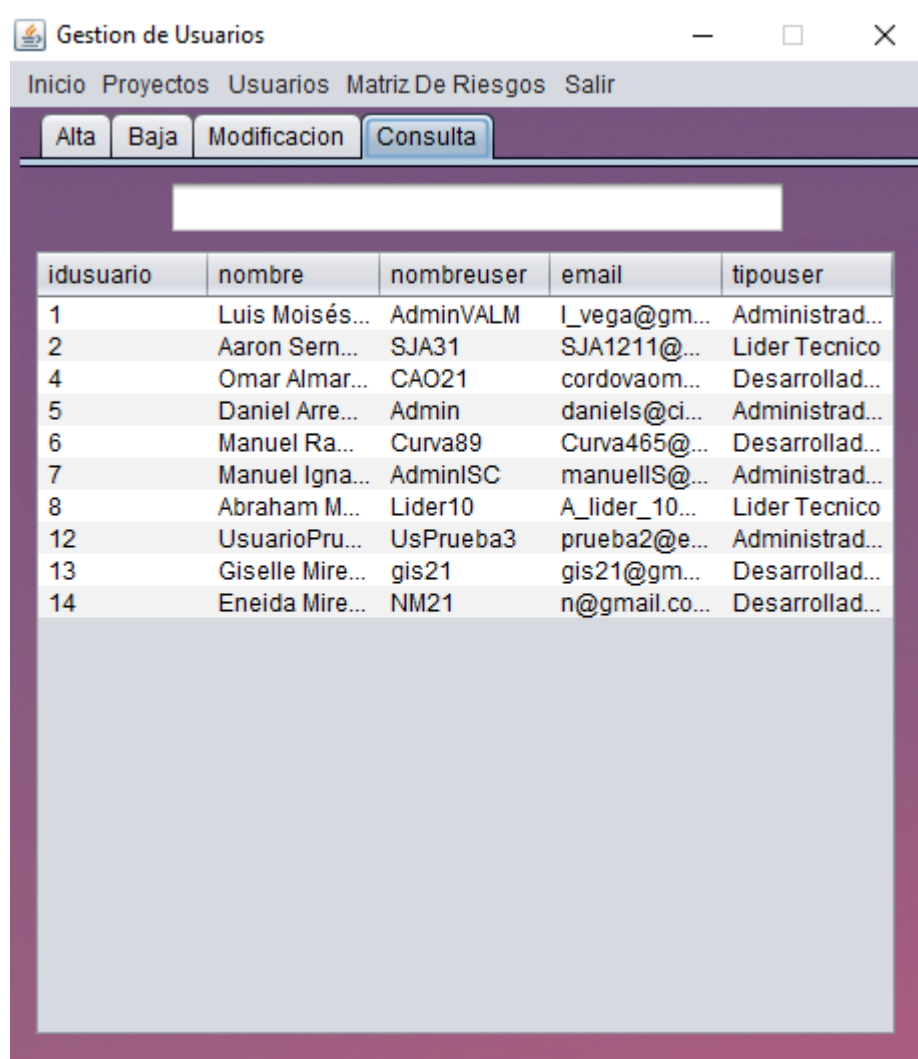 Gestion de Usuarios
Inicio Proyectos Usuarios Matriz De Riesgos Salir
Alta Baja Modificacion Consulta
idusuario nombre nombreuser email tipouser
1 Luis Moisés... AdminVALM l_vega@gm... Administrad...
2 Aaron Sern... SJA31 SJA1211@... Lider Tecnico
4 Omar Almar... CAO21 cordovaom... Desarrollad...
5 Daniel Arre... Admin daniels@ci... Administrad...
6 Manuel Ra... Curva89 Curva465@... Desarrollad...
7 Manuel Igna... AdminISC manuelIS@... Administrad...
8 Abraham M... Lider10 A_lider_10... Lider Tecnico
12 UsuarioPru... UsPrueba3 prueba2@e... Administrad...
13 Giselle Mire... gis21 gis21@gm... Desarrollad...
14 Eneida Mire... NM21 n@gmail.co... Desarrollad...